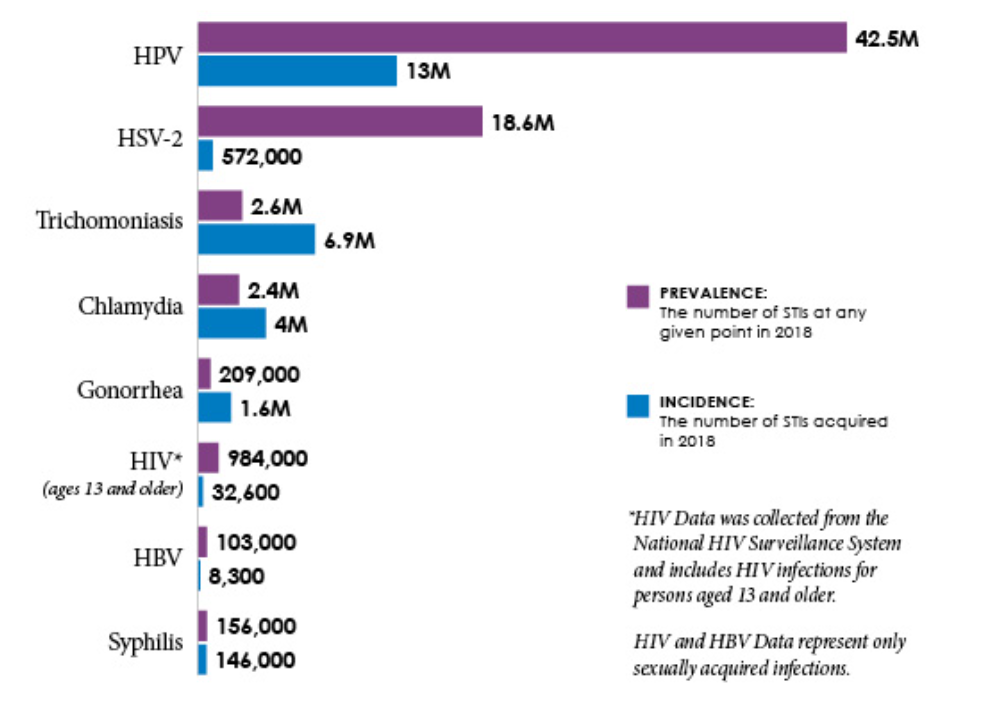 HPV
42.5M
13M
HSV-2
18.6M
572,000
Trichomoniasis
2.6M
6.9M
Chlamydia
2.4M
4M
Gonorrhea
209,000
1.6M
HIV*
(ages 13 and older)
984,000
32,600
HBV
103,000
8,300
Syphilis
156,000
146,000
PREVALENCE:
The number of STIs at any
given point in 2018
INCIDENCE:
The number of STIs acquired
in 2018
*HIV Data was collected from the
National HIV Surveillance System
and includes HIV infections for
persons aged 13 and older.
HIV and HBV Data represent only
sexually acquired infections.